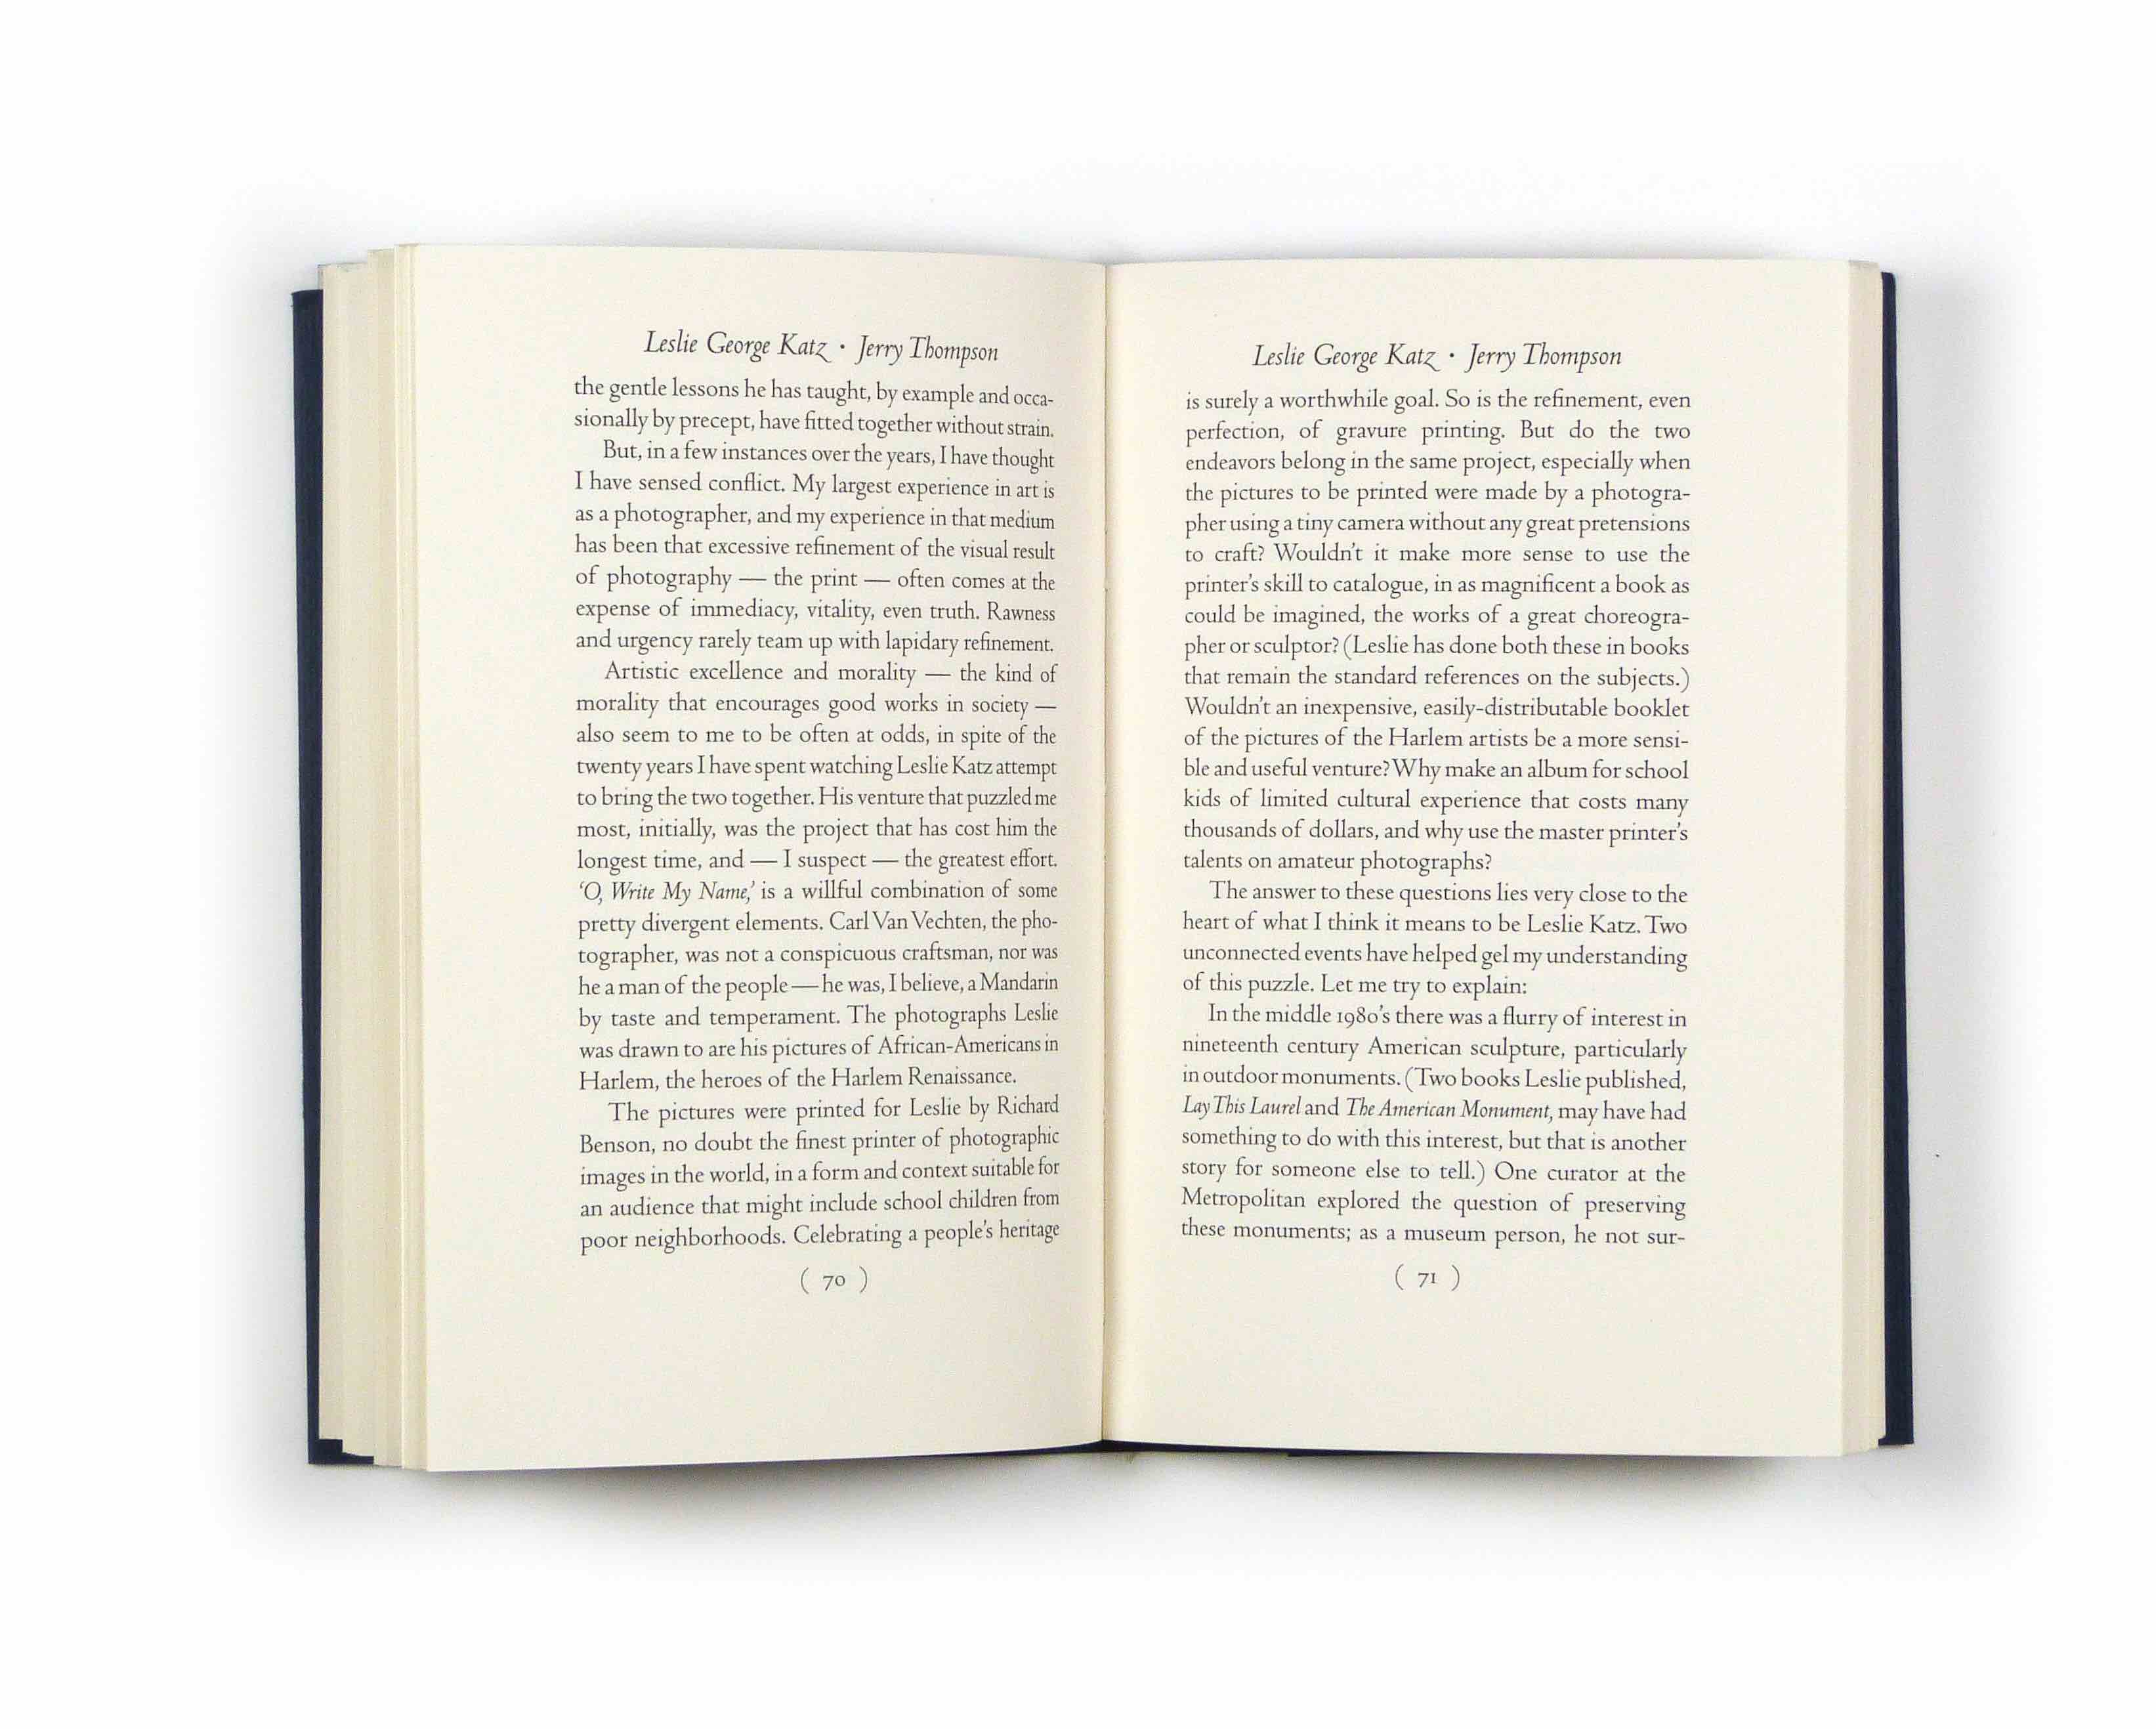 Leslie George Katz · Jerry Thompson
the gentle lessons he has taught, by example and occa-
sionally by precept, have fitted together without strain.
But, in a few instances over the years, I have thought
I have sensed conflict. My largest experience in art is
as a photographer, and my experience in that medium
has been that excessive refinement of the visual result
of photography — the print — often comes at the
expense of immediacy, vitality, even truth. Rawness
and urgency rarely team up with lapidary refinement.
Artistic excellence and morality — the kind of
morality that encourages good works in society —
also seem to me to be often at odds, in spite of the
twenty years I have spent watching Leslie Katz attempt
to bring the two together. His venture that puzzled me
most, initially, was the project that has cost him the
longest time, and — I suspect — the greatest effort.
‘O, Write My Name,’ is a willful combination of some
pretty divergent elements. Carl Van Vechten, the pho-
tographer, was not a conspicuous craftsman, nor was
he a man of the people — he was, I believe, a Mandarin
by taste and temperament. The photographs Leslie
was drawn to are his pictures of African-Americans in
Harlem, the heroes of the Harlem Renaissance.
The pictures were printed for Leslie by Richard
Benson, no doubt the finest printer of photographic
images in the world, in a form and context suitable for
an audience that might include school children from
poor neighborhoods. Celebrating a people’s heritage
( 70 )
Leslie George Katz · Jerry Thompson
is surely a worthwhile goal. So is the refinement, even
perfection, of gravure printing. But do the two
endeavors belong in the same project, especially when
the pictures to be printed were made by a photogra-
pher using a tiny camera without any great pretensions
to craft? Wouldn’t it make more sense to use the
printer’s skill to catalogue, in as magnificent a book as
could be imagined, the works of a great choreogra-
pher or sculptor? (Leslie has done both these in books
that remain the standard references on the subjects.)
Wouldn’t an inexpensive, easily-distributable booklet
of the pictures of the Harlem artists be a more sensi-
ble and useful venture? Why make an album for school
kids of limited cultural experience that costs many
thousands of dollars, and why use the master printer’s
talents on amateur photographs?
The answer to these questions lies very close to the
heart of what I think it means to be Leslie Katz. Two
unconnected events have helped gel my understanding
of this puzzle. Let me try to explain:
In the middle 1980’s there was a flurry of interest in
nineteenth century American sculpture, particularly
in outdoor monuments. (Two books Leslie published,
Lay This Laurel and The American Monument, may have had
something to do with this interest, but that is another
story for someone else to tell.) One curator at the
Metropolitan explored the question of preserving
these monuments; as a museum person, he not sur-
( 71 )